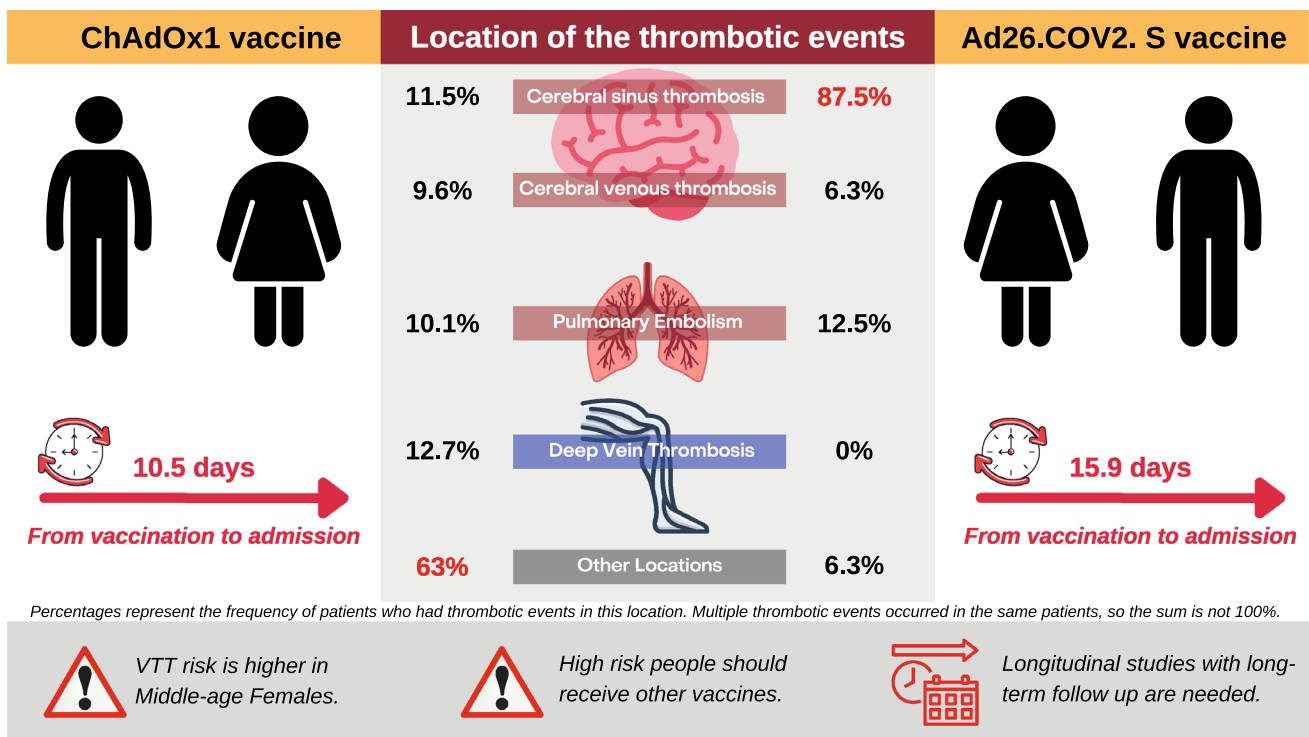 ChAdOx1 vaccine
Location of the thrombotic events
Ad26.COV2. S vaccine
11.5%
Cerebral sinus thrombosis
87.5%
9.6%
Cerebral venous thrombosis
6.3%
10.1%
Pulmonary Embolism
12.5%
12.7%
Deep Vein Thrombosis
0%
63%
Other Locations
6.3%
10.5 days
From vaccination to admission
15.9 days
From vaccination to admission
Percentages represent the frequency of patients who had thrombotic events in this location. Multiple thrombotic events occurred in the same patients, so the sum is not 100%.
VTT risk is higher in
Middle-age Females.
High risk people should
receive other vaccines.
Longitudinal studies with long-
term follow up are needed.